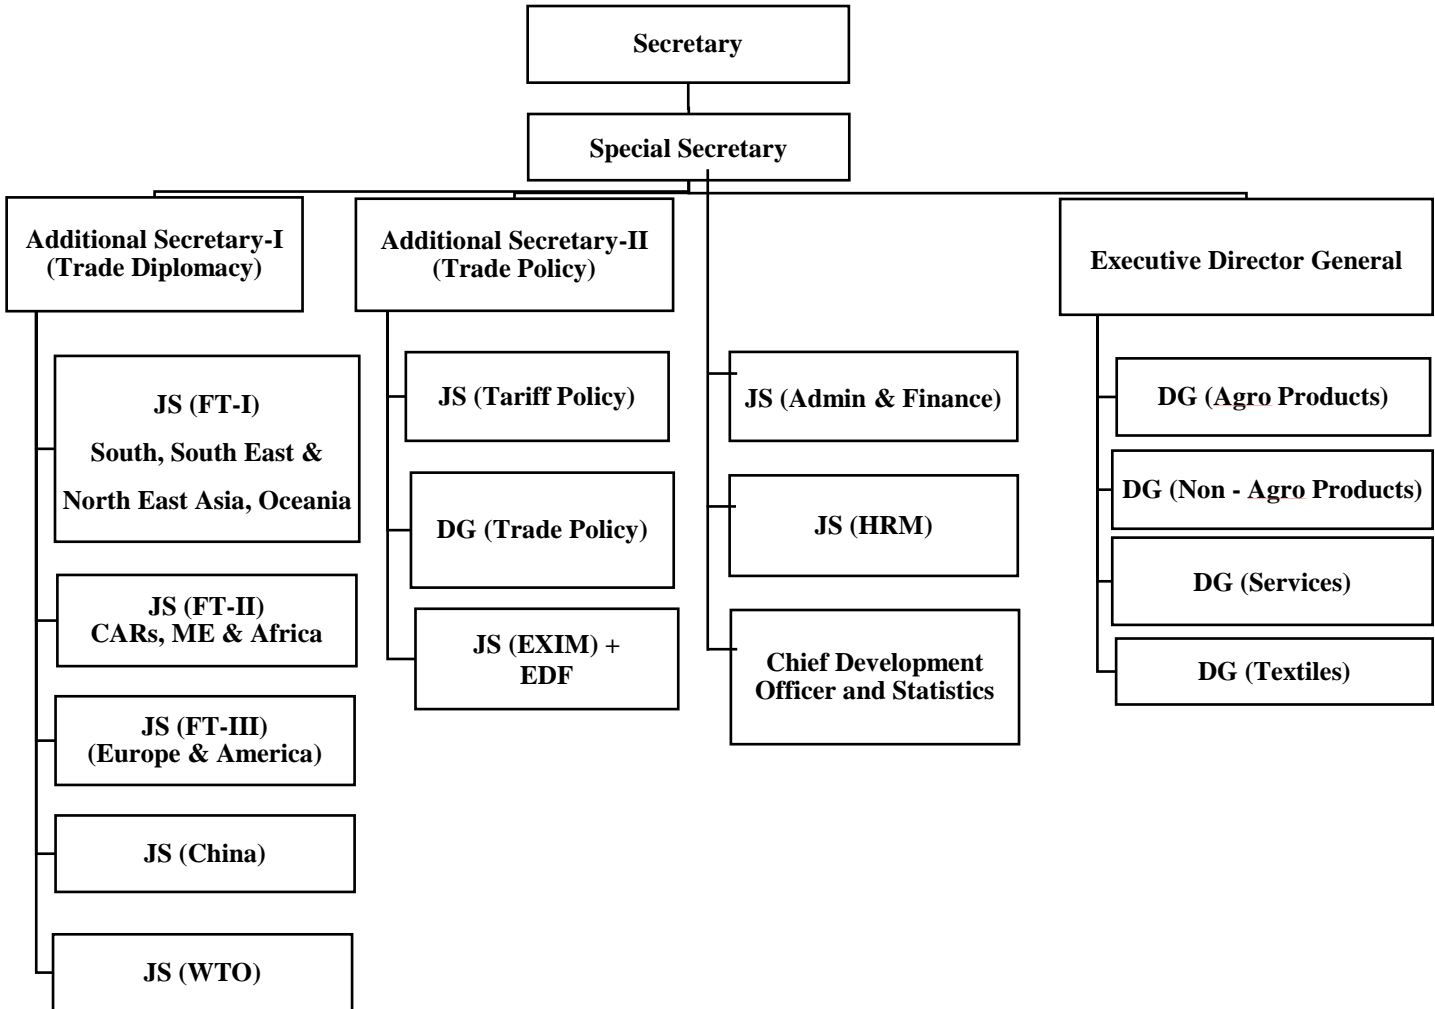 Secretary
Special Secretary
Additional Secretary-I
(Trade Diplomacy)
JS (FT-I)
South, South East &
North East Asia, Oceania
JS (FT-II)
CARs, ME & Africa
JS (FT-III)
(Europe & America)
JS (China)
JS (WTO)
Additional Secretary-II
(Trade Policy)
JS (Tariff Policy)
DG (Trade Policy)
JS (EXIM) +
EDF
JS (Admin & Finance)
JS (HRM)
Chief Development
Officer and Statistics
Executive Director General
DG (Agro Products)
DG (Non - Agro Products)
DG (Services)
DG (Textiles)